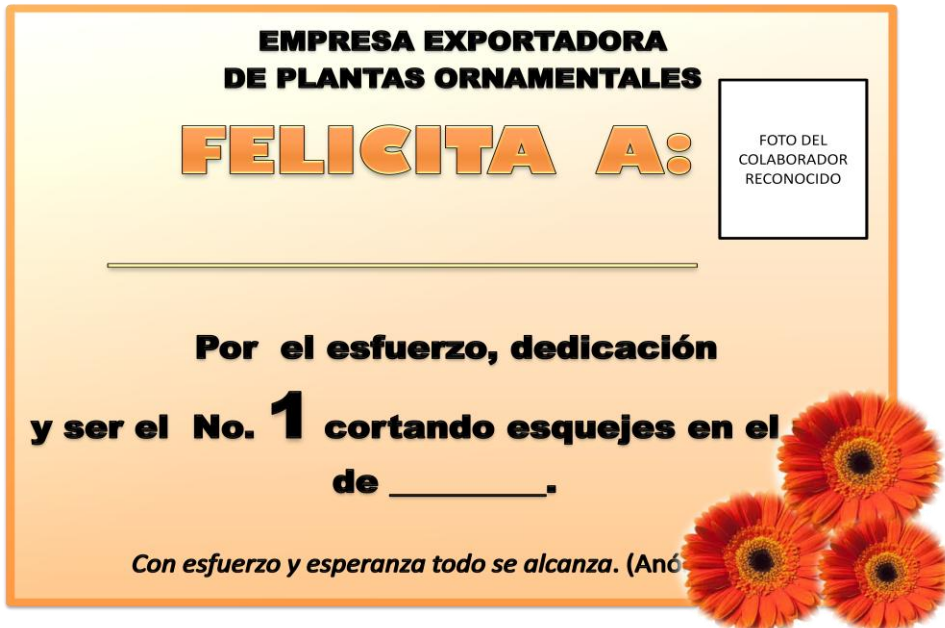 EMPRESA EXPORTADORA
DE PLANTAS ORNAMENTALES
FELICITA A:
FOTO DEL
COLABORADOR
RECONOCIDO
Por el esfuerzo, dedicación
y ser el No. 1 cortando esquejes en el
de ________.
Con esfuerzo y esperanza todo se alcanza. (Anó